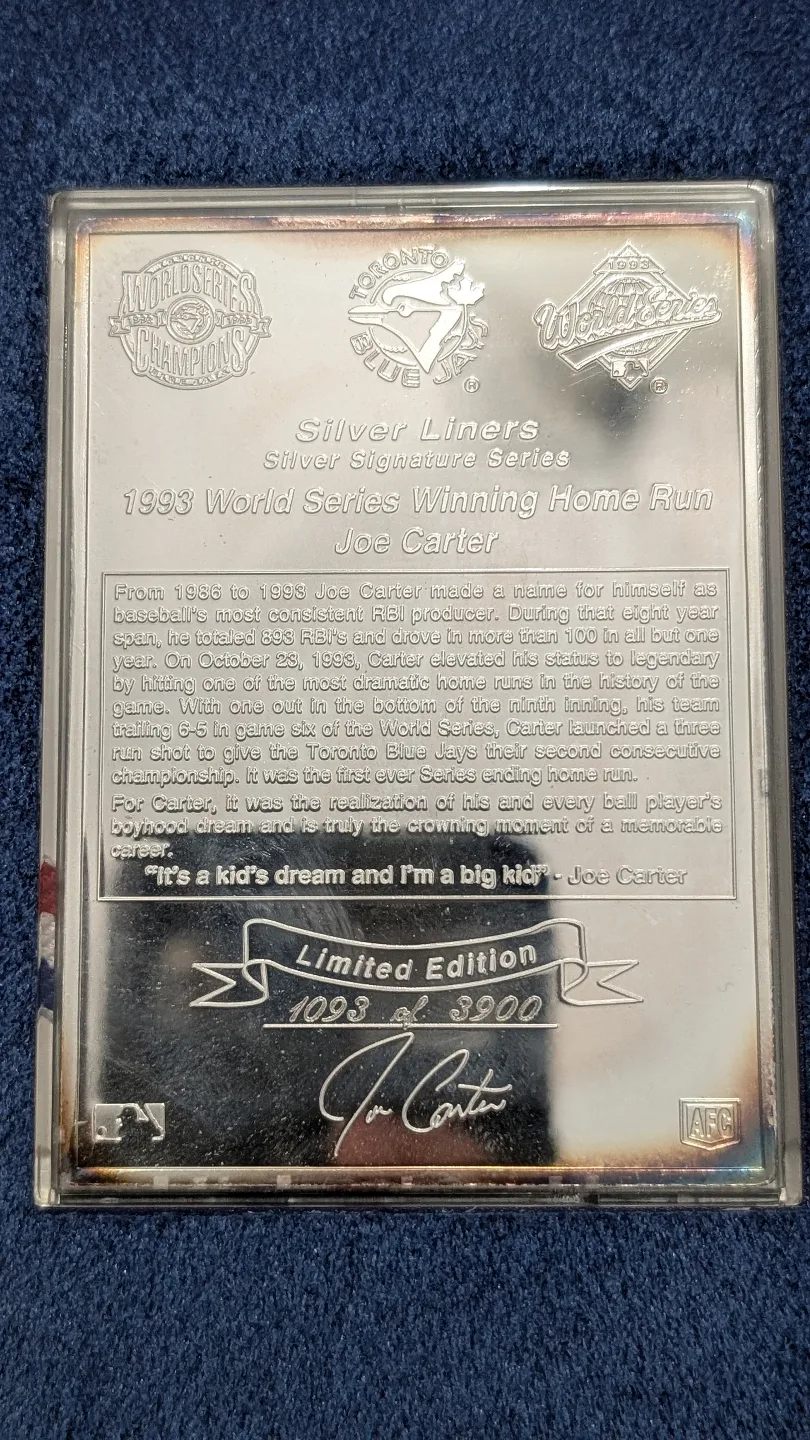 WORLD SERIES
CHAMPIONS
TORONTO
BLUE JAYS
®
1993
World Series
®
Silver Liners
Silver Signature Series
1993 World Series Winning Home Run
Joe Carter
From 1986 to 1993 Joe Carter made a name for himself as
baseball's most consistent RBI producer. During that eight year
span, he totaled 893 RBI's and drove in more than 100 in all but one
year. On October 23, 1993, Carter elevated his status to legendary
by hitting one of the most dramatic home runs in the history of the
game. With one out in the bottom of the ninth inning, his team
trailing 6-5 in game six of the World Series, Carter launched a three
run shot to give the Toronto Blue Jays their second consecutive
championship. It was the first ever Series ending home run.
For Carter, it was the realization of his and every ball player's
boyhood dream and is truly the crowning moment of a memorable
career.
"It's a kid's dream and I'm a big kid" - Joe Carter
Limited Edition
1093 of 3900
Joe Carter
AFC